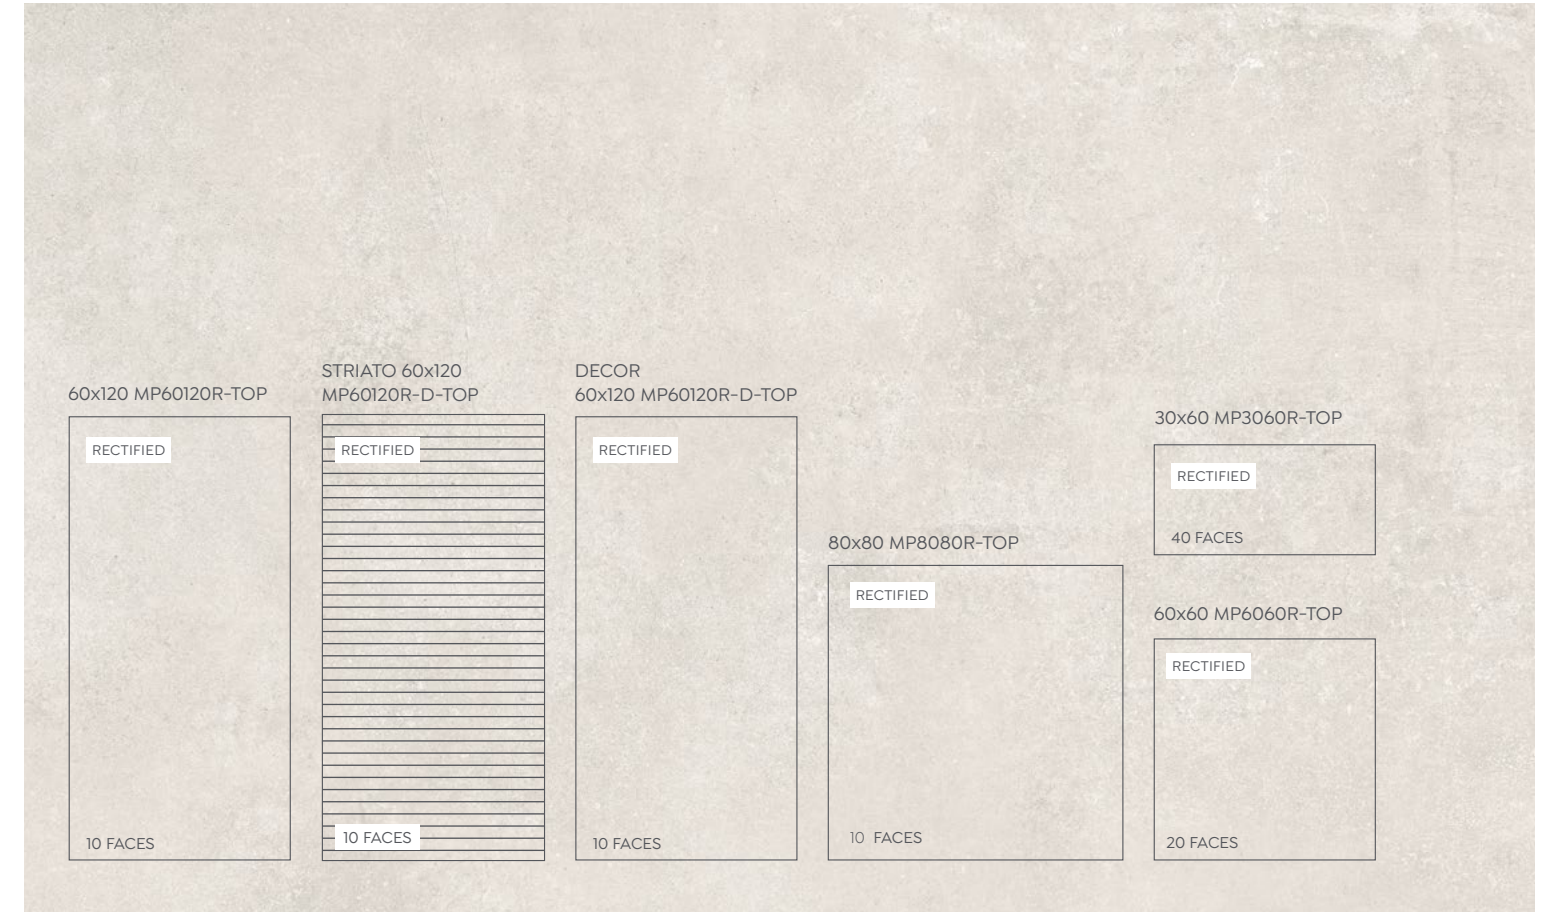 60x120 MP60120R-TOP
RECTIFIED
10 FACES
STRIATO 60x120
MP60120R-D-TOP
RECTIFIED
10 FACES
DECOR
60x120 MP60120R-D-TOP
RECTIFIED
10 FACES
80x80 MP8080R-TOP
RECTIFIED
10 FACES
30x60 MP3060R-TOP
RECTIFIED
40 FACES
60x60 MP6060R-TOP
RECTIFIED
20 FACES